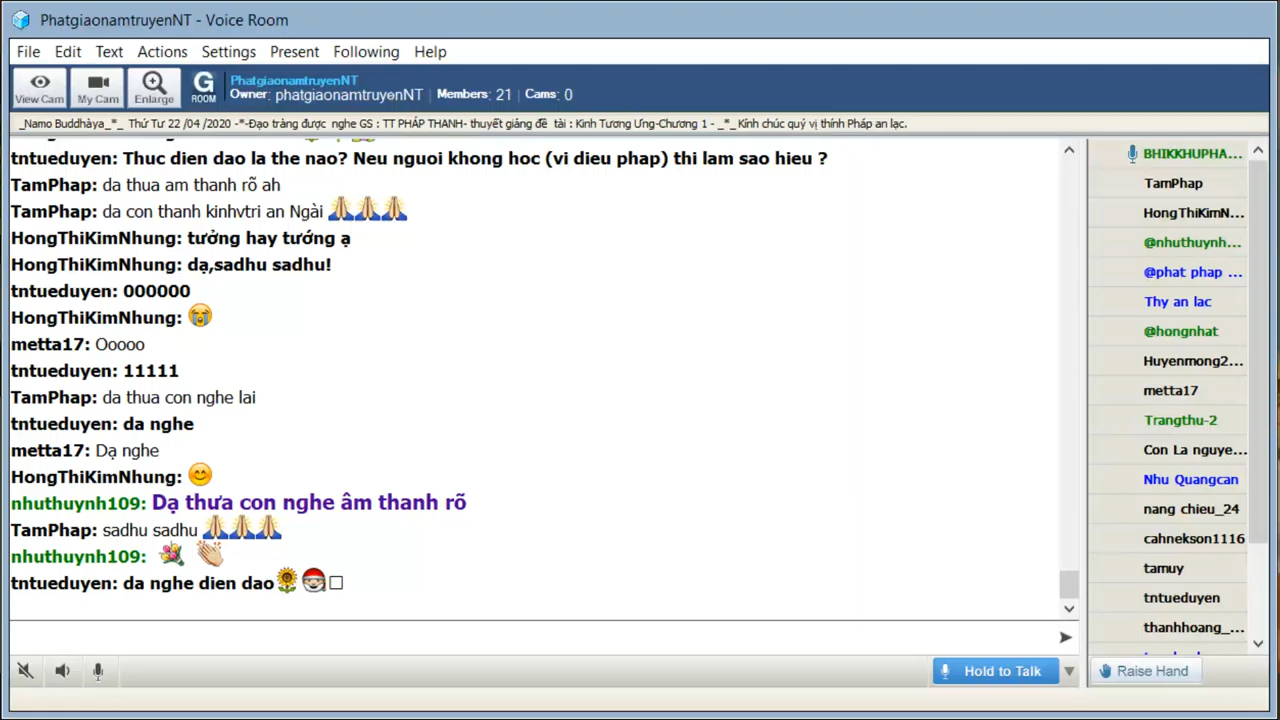 PhatgiaonamtruyenNT - Voice Room
File Edit Text Actions Settings Present Following Help
View Cam My Cam Enlarge G ROOM
PhatgiaonamtruyenNT
Owner: phatgiaonamtruyenNT | Members: 21 | Cams: 0
_Namo Buddhàya_*_ Thứ Tư 22 /04 /2020 -*-Đạo tràng được nghe GS : TT PHÁP THANH- thuyết giảng đề tài : Kinh Tương Ưng-Chương 1 - _*_ Kính chúc quý vị thính Pháp an lạc.
tntueduyen: Thuc dien dao la the nao? Neu nguoi khong hoc (vi dieu phap) thi lam sao hieu ?
TamPhap: da thua am thanh rõ ah
TamPhap: da con thanh kinhvtri an Ngài 🙏🙏🙏
HongThiKimNhung: tưởng hay tướng ạ
HongThiKimNhung: dạ,sadhu sadhu!
tntueduyen: 000000
HongThiKimNhung: 😭
metta17: Ooooo
tntueduyen: 11111
TamPhap: da thua con nghe lai
tntueduyen: da nghe
metta17: Dạ nghe
HongThiKimNhung: 😊
nhuthuynh109: Dạ thưa con nghe âm thanh rõ
TamPhap: sadhu sadhu 🙏🙏🙏
nhuthuynh109: 💐 👏
tntueduyen: da nghe dien dao🌻🎅□
BHIKKHUPHA...
TamPhap
HongThiKimN...
@nhuthuynh...
@phat phap ...
Thy an lac
@hongnhat
Huyenmong2...
metta17
Trangthu-2
Con La nguye...
Nhu Quangcan
nang chieu_24
cahnekson1116
tamuy
tntueduyen
thanhhoang_...
Hold to Talk
Raise Hand